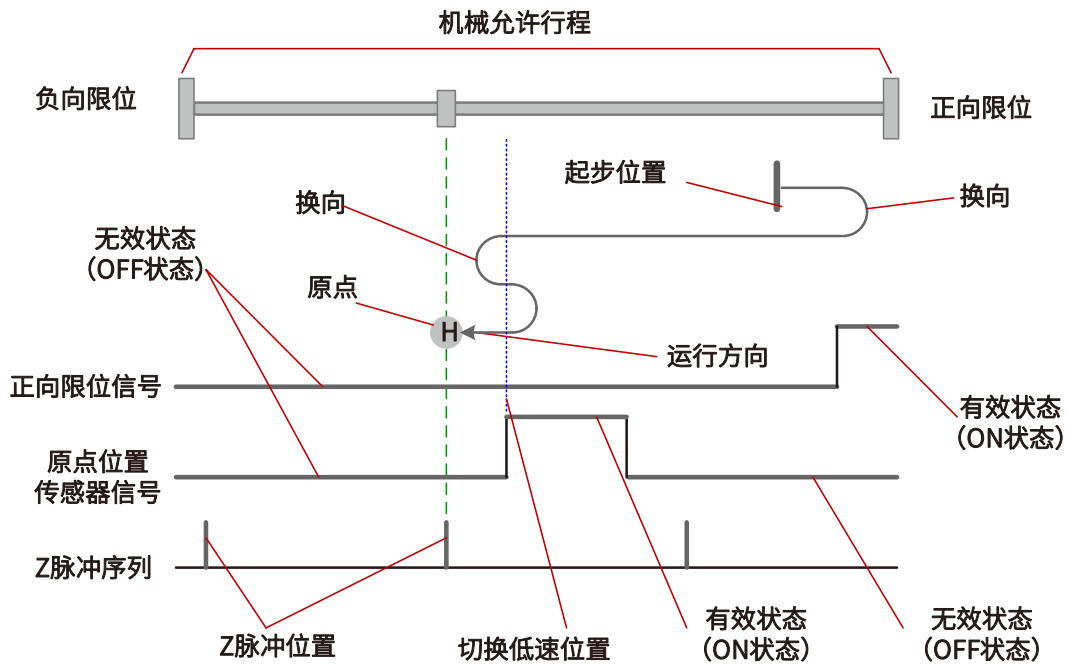 机械允许行程
负向限位
正向限位
起步位置
换向
换向
无效状态
（OFF状态）
原点
H
运行方向
正向限位信号
有效状态
（ON状态）
原点位置
传感器信号
Z脉冲序列
Z脉冲位置
切换低速位置
有效状态
（ON状态）
无效状态
（OFF状态）